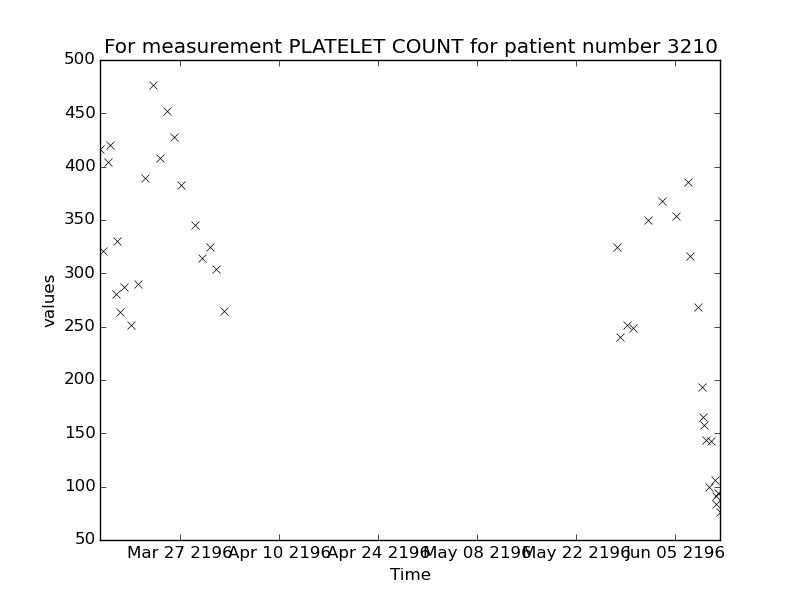 For measurement PLATELET COUNT for patient number 3210
500
450
400
350
300
250
200
150
100
50
values
Mar 27 2196 Apr 10 2196 Apr 24 2196 May 08 2196 May 22 2196 Jun 05 2196
Time